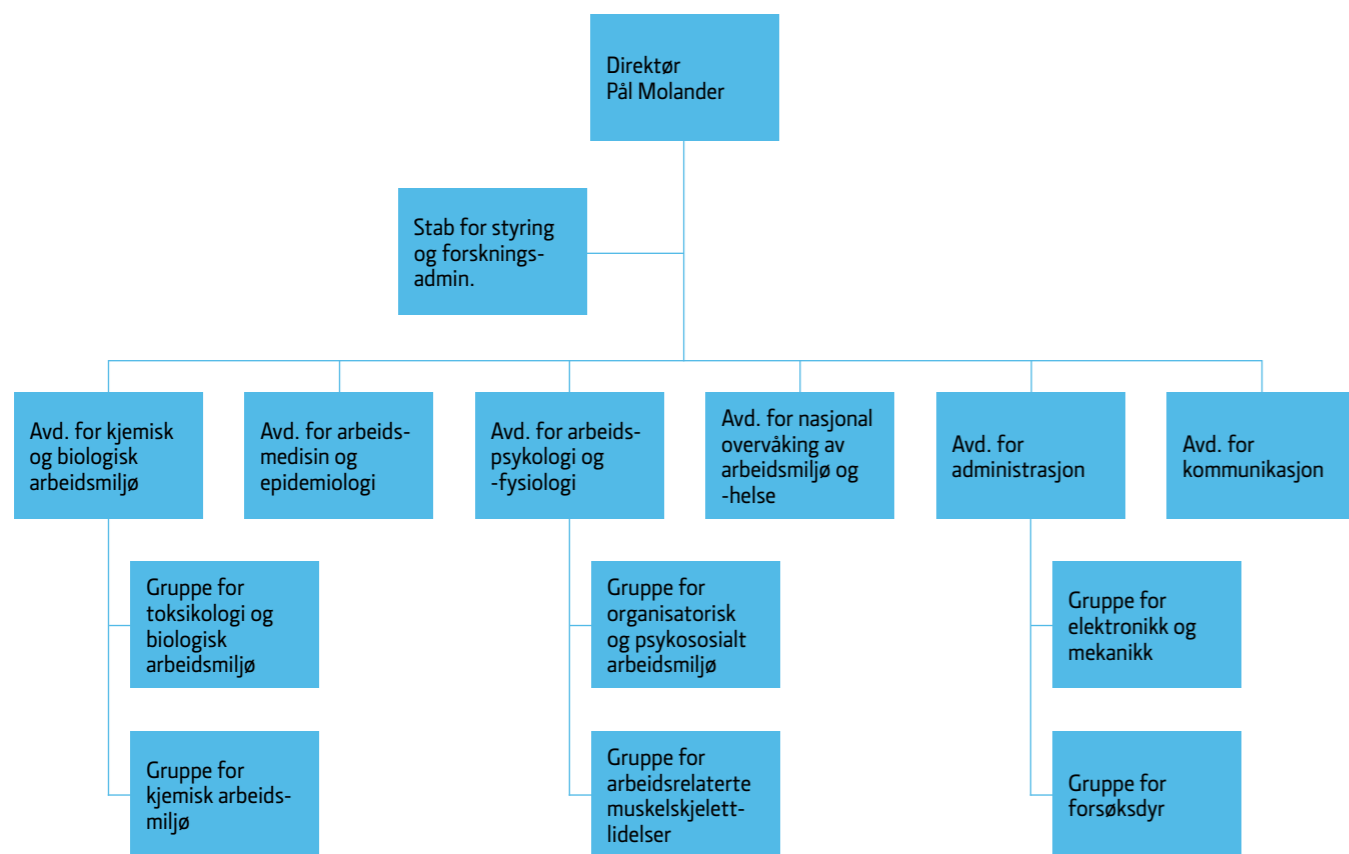 Direktør
Pål Molander
Stab for styring
og forsknings-
admin.
Avd. for kjemisk
og biologisk
arbeidsmiljø
Avd. for arbeids-
medisin og
epidemiologi
Avd. for arbeids-
psykologi og
-fysiologi
Avd. for nasjonal
overvåking av
arbeidsmiljø og
-helse
Avd. for
administrasjon
Avd. for
kommunikasjon
Gruppe for
toksikologi og
biologisk
arbeidsmiljø
Gruppe for
organisatorisk
og psykososialt
arbeidsmiljø
Gruppe for
elektronikk og
mekanikk
Gruppe for
kjemisk arbeids-
miljø
Gruppe for
arbeidsrelaterte
muskelskjelett-
lidelser
Gruppe for
forsøksdyr